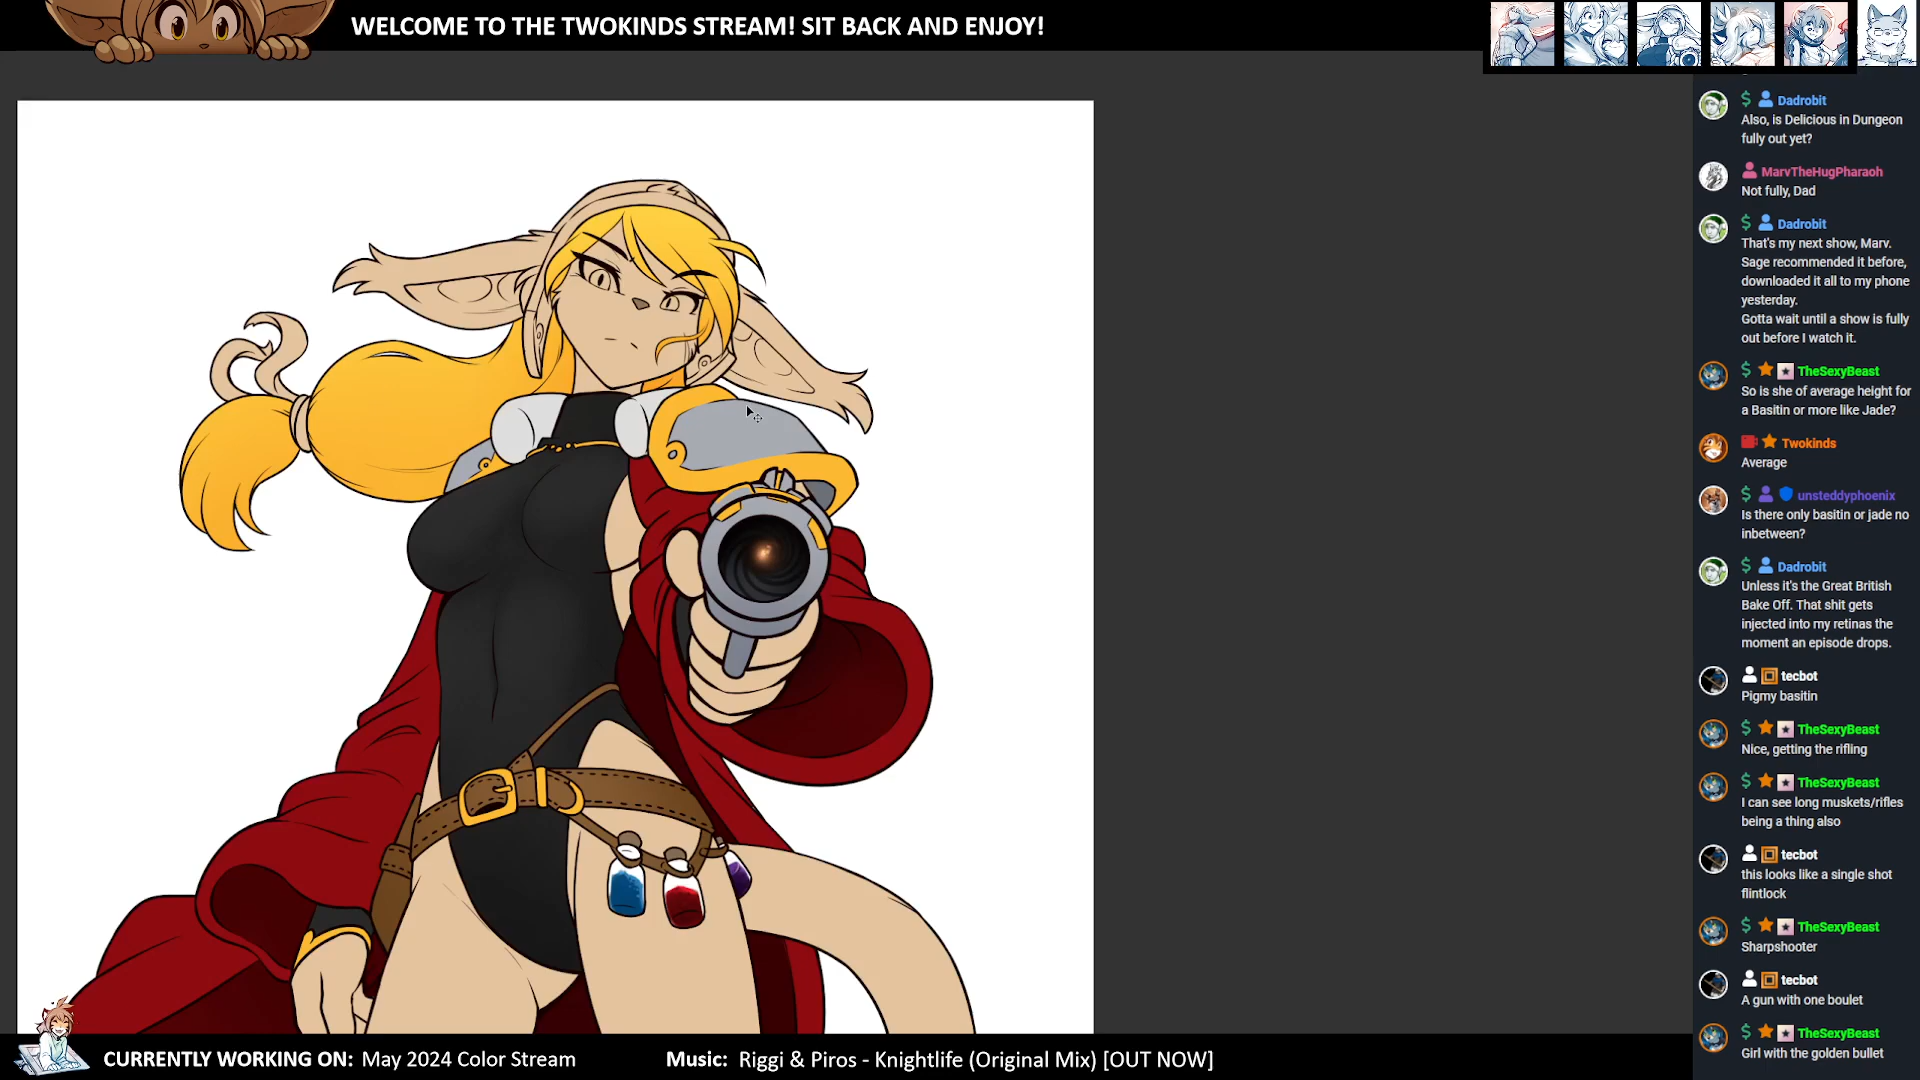 WELCOME TO THE TWOKINDS STREAM! SIT BACK AND ENJOY!
Dadrobit
Also, is Delicious in Dungeon
fully out yet?
MarvTheHugPharaoh
Not fully, Dad
Dadrobit
That's my next show, Marv.
Sage recommended it before,
downloaded it all to my phone
yesterday.
Gotta wait until a show is fully
out before I watch it.
TheSexyBeast
So is she of average height for
a Basitin or more like Jade?
Twokinds
Average
unsteddyphoenix
Is there only basitin or jade no
inbetween?
Dadrobit
Unless it's the Great British
Bake Off. That shit gets
injected into my retinas the
moment an episode drops.
tecbot
Pigmy basitin
TheSexyBeast
Nice, getting the rifling
TheSexyBeast
I can see long muskets/rifles
being a thing also
tecbot
this looks like a single shot
flintlock
TheSexyBeast
Sharpshooter
tecbot
A gun with one boulet
TheSexyBeast
Girl with the golden bullet
CURRENTLY WORKING ON: May 2024 Color Stream
Music: Riggi & Piros - Knightlife (Original Mix) [OUT NOW]